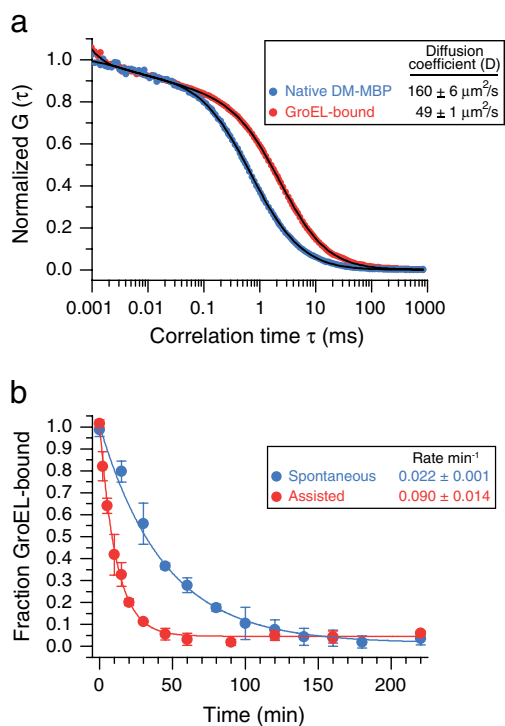 a
Normalized G (τ)
1.0
0.8
0.6
0.4
0.2
0.0
0.001 0.01 0.1 1 10 100 1000
Correlation time τ (ms)
Diffusion
coefficient (D)
Native DM-MBP 160 ± 6 μm²/s
GroEL-bound 49 ± 1 μm²/s
b
Fraction GroEL-bound
1.0
0.9
0.8
0.7
0.6
0.5
0.4
0.3
0.2
0.1
0.0
0 50 100 150 200
Time (min)
Rate min⁻¹
Spontaneous 0.022 ± 0.001
Assisted 0.090 ± 0.014